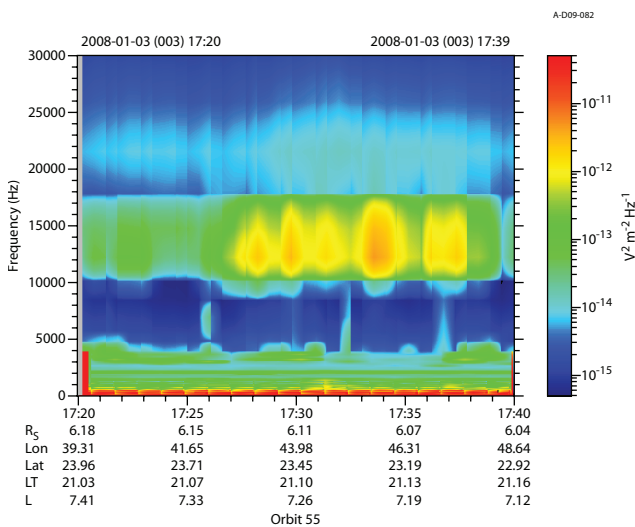 A-D09-082
2008-01-03 (003) 17:20 2008-01-03 (003) 17:39
30000
25000
20000
15000
10000
5000
0
Frequency (Hz)
10⁻¹¹
10⁻¹²
10⁻¹³
10⁻¹⁴
10⁻¹⁵
V² m⁻² Hz⁻¹
17:20 17:25 17:30 17:35 17:40
R_S 6.18 6.15 6.11 6.07 6.04
Lon 39.31 41.65 43.98 46.31 48.64
Lat 23.96 23.71 23.45 23.19 22.92
LT 21.03 21.07 21.10 21.13 21.16
L 7.41 7.33 7.26 7.19 7.12
Orbit 55